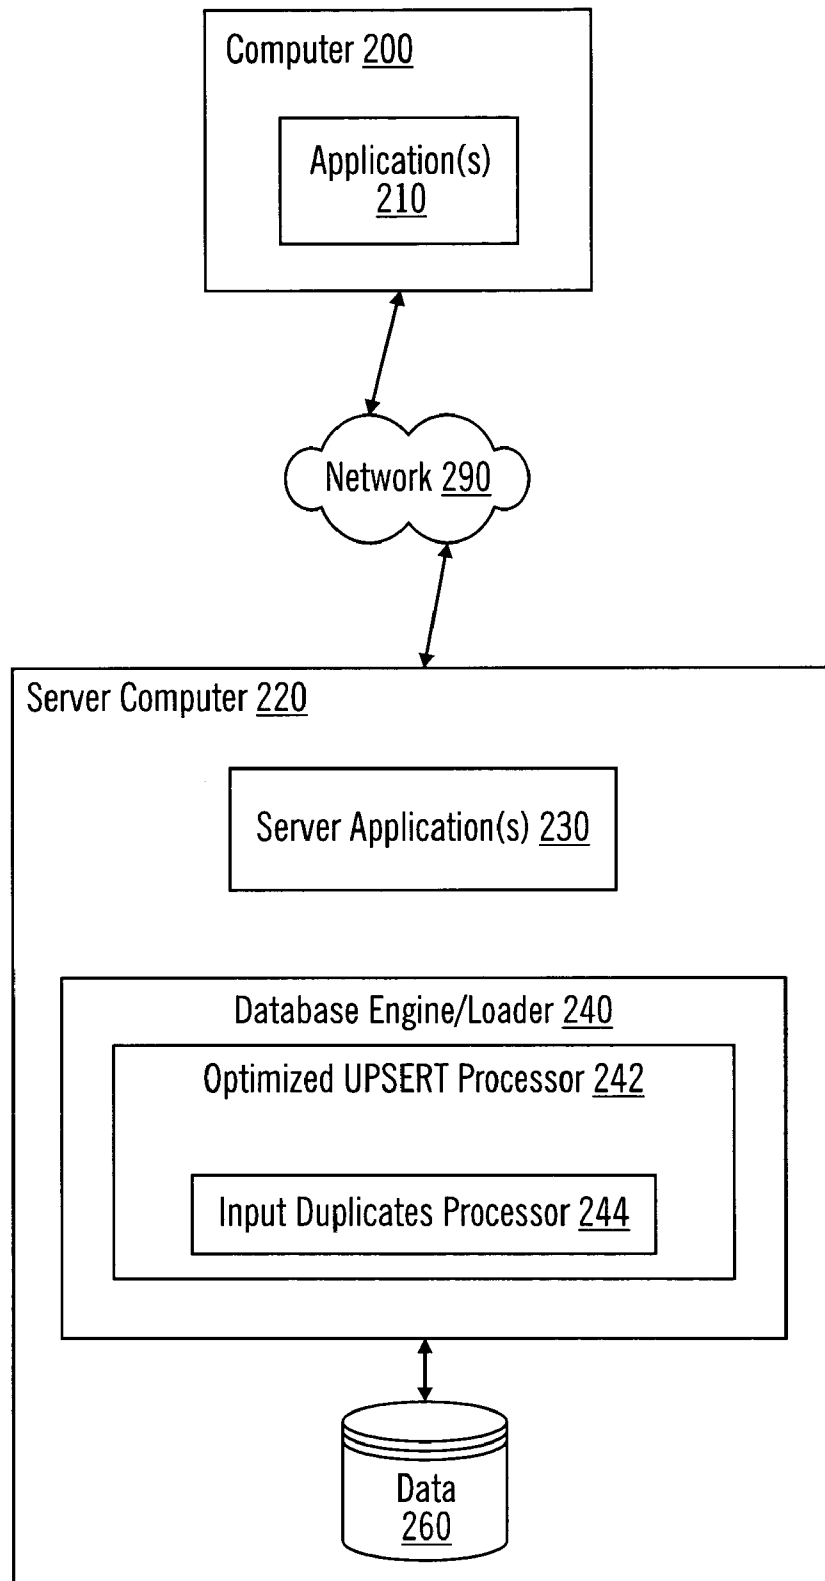 Computer 200
Application(s)
210
Network 290
Server Computer 220
Server Application(s) 230
Database Engine/Loader 240
Optimized UPSERT Processor 242
Input Duplicates Processor 244
Data
260